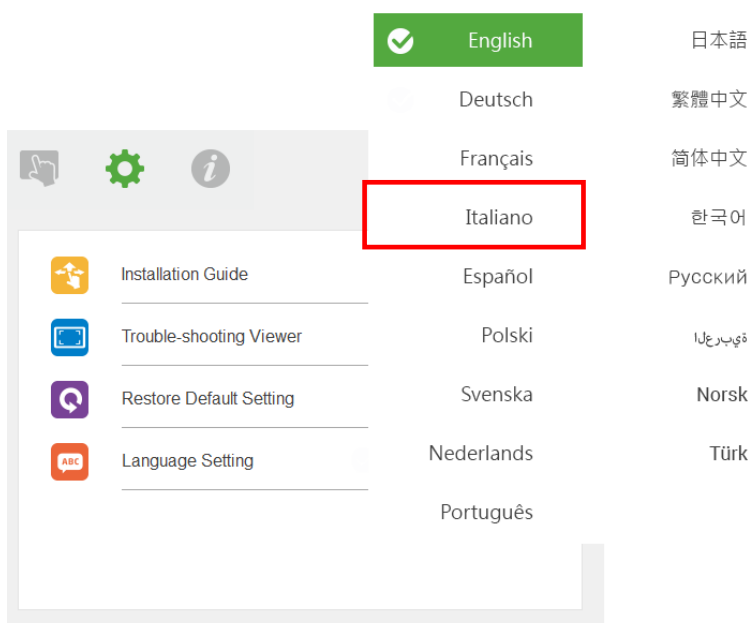 English
Deutsch
Français
Italiano
Español
Polski
Svenska
Nederlands
Português
日本語
繁體中文
简体中文
한국어
Русский
العربية
Norsk
Türk
Installation Guide
Trouble-shooting Viewer
Restore Default Setting
ABC
Language Setting